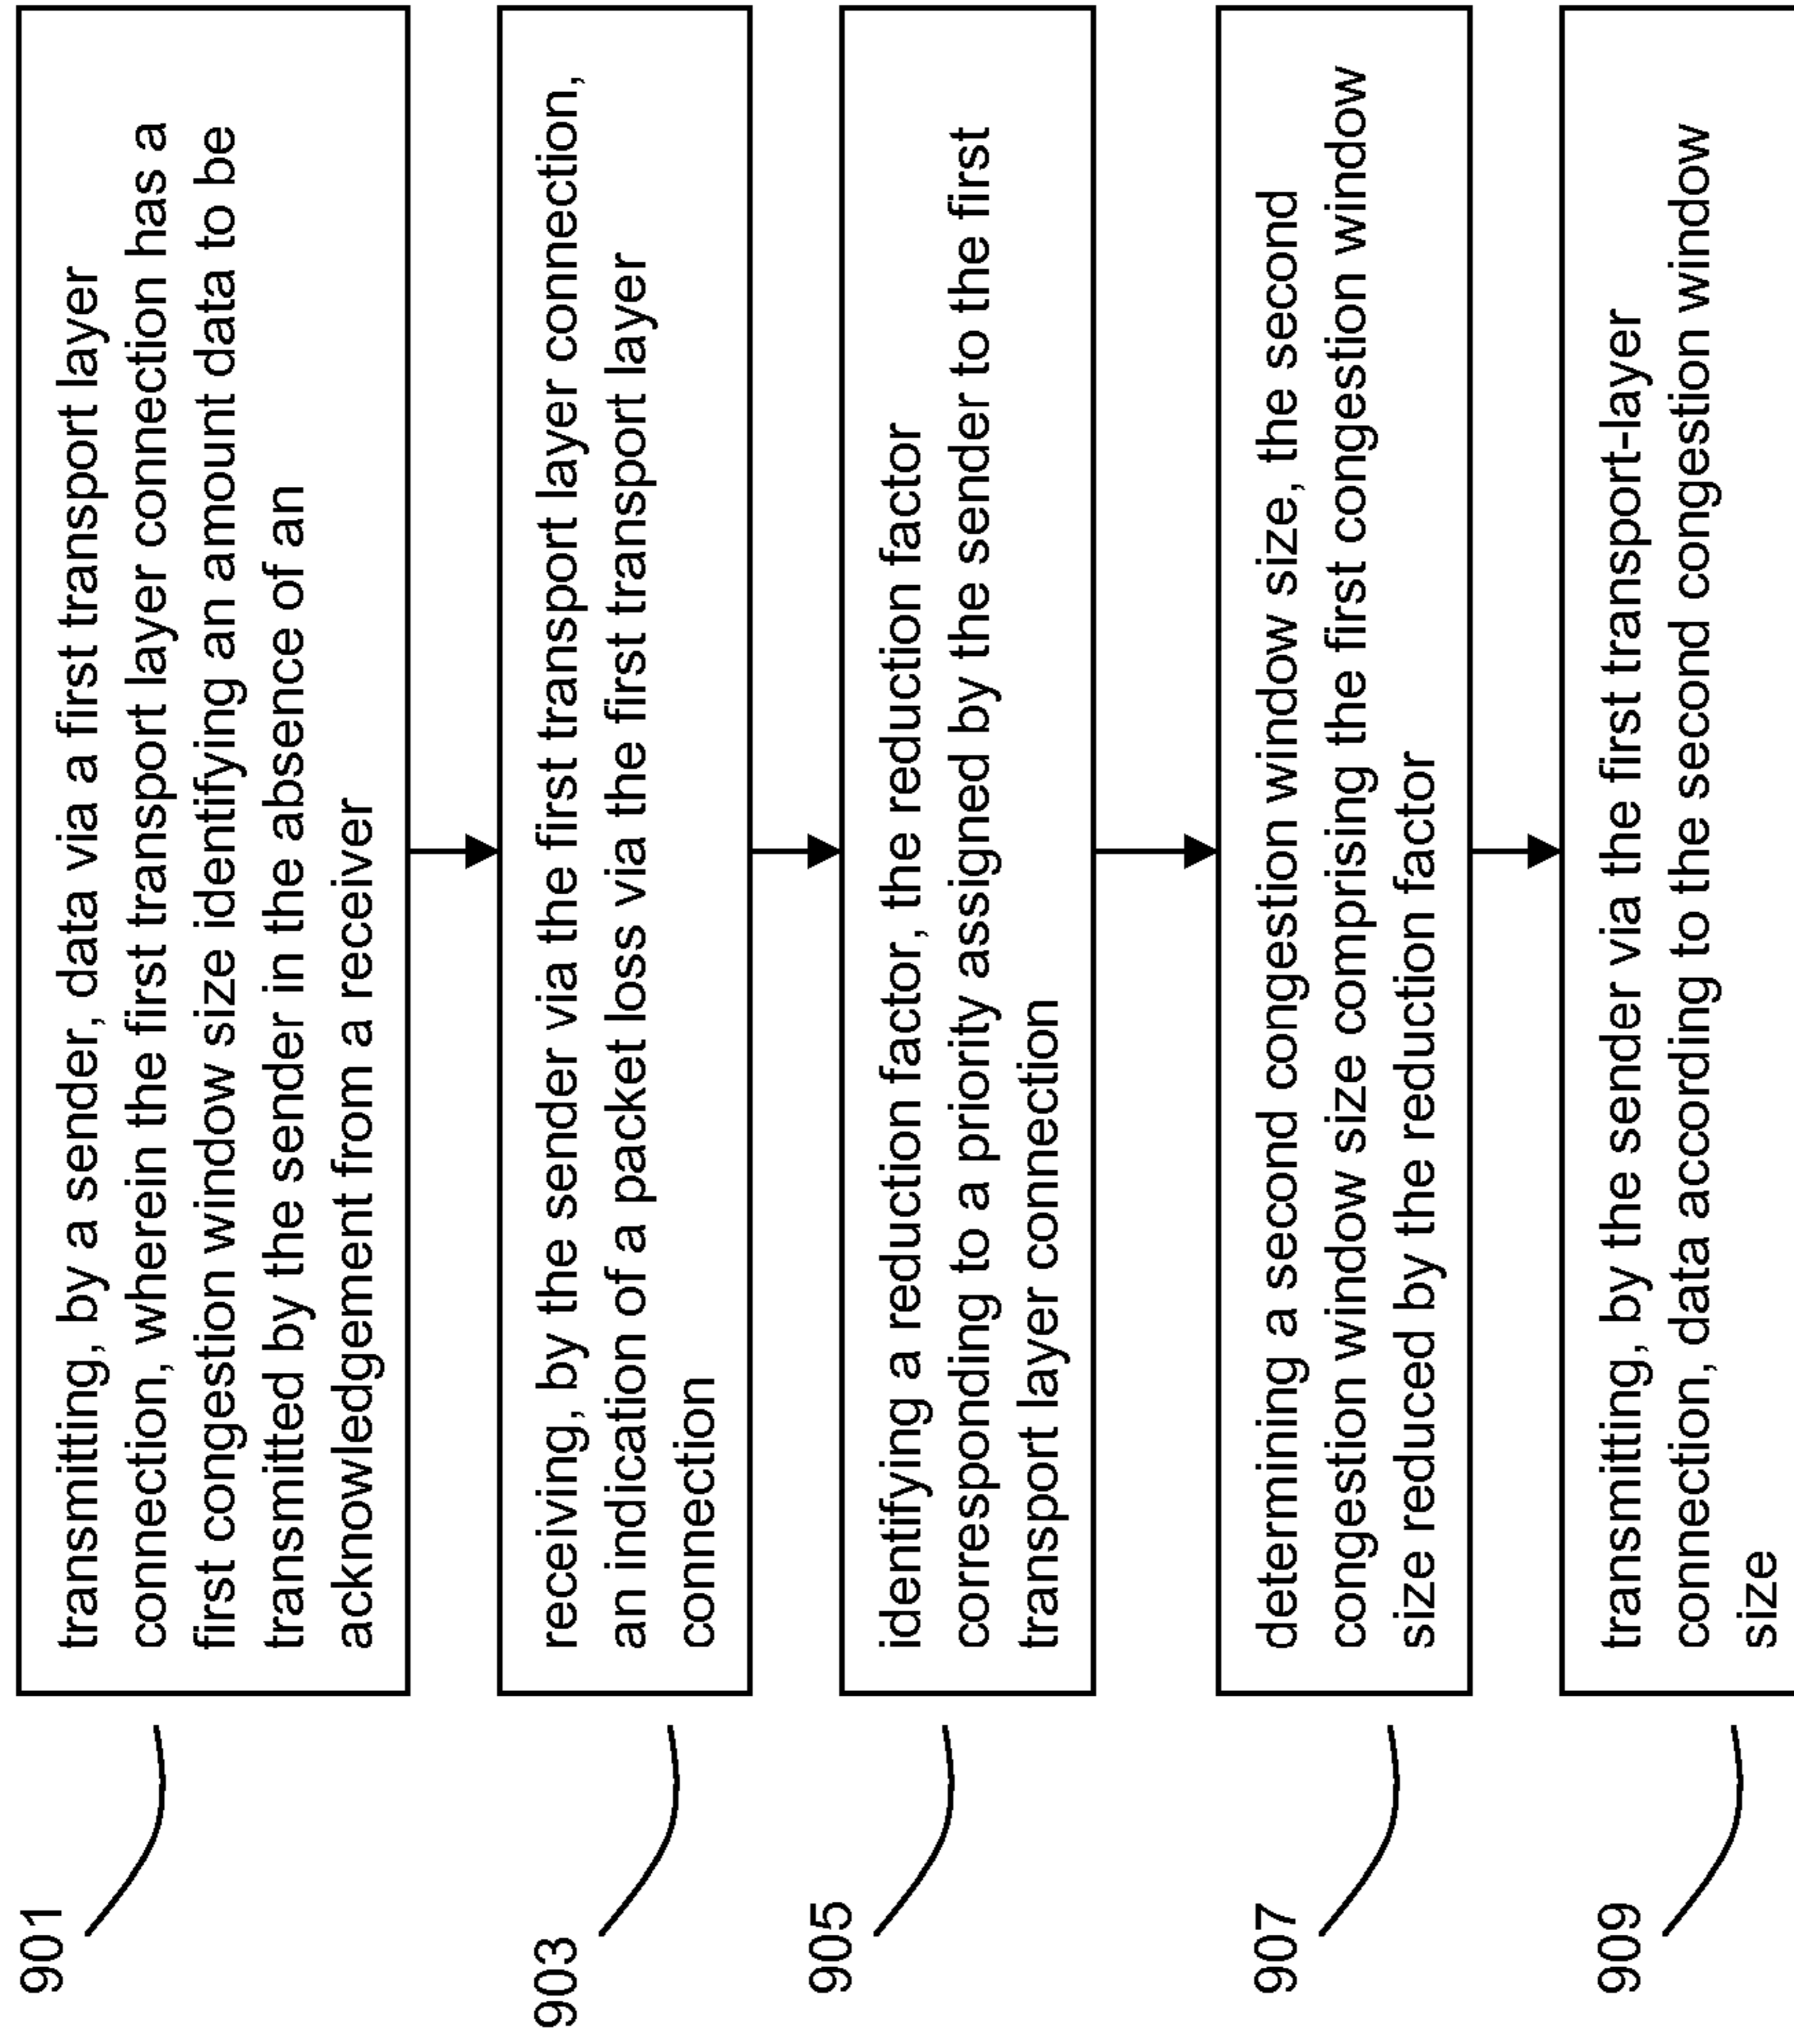 901
transmitting, by a sender, data via a first transport layer
connection, wherein the first transport layer connection has a
first congestion window size identifying an amount data to be
transmitted by the sender in the absence of an
acknowledgement from a receiver
903
receiving, by the sender via the first transport layer connection,
an indication of a packet loss via the first transport layer
connection
905
identifying a reduction factor, the reduction factor
corresponding to a priority assigned by the sender to the first
transport layer connection
907
determining a second congestion window size, the second
congestion window size comprising the first congestion window
size reduced by the reduction factor
909
transmitting, by the sender via the first transport-layer
connection, data according to the second congestion window
size